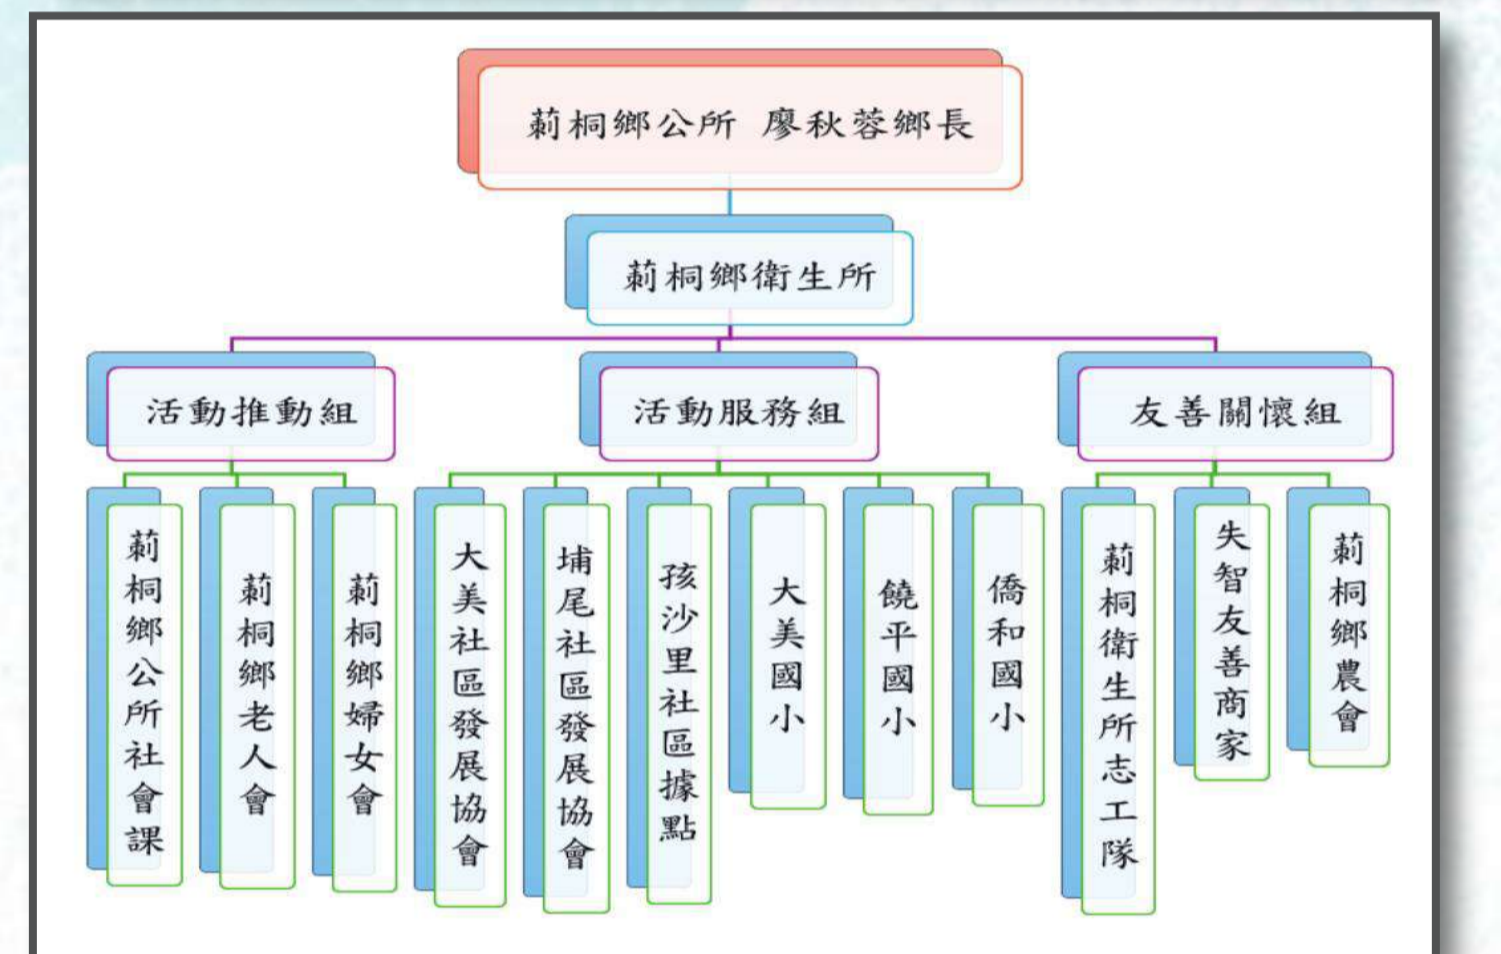 莿桐鄉公所 廖秋蓉鄉長
莿桐鄉衛生所
活動推動組
活動服務組
友善關懷組
莿桐鄉公所社會課
莿桐鄉老人會
莿桐鄉婦女會
大美社區發展協會
埔尾社區發展協會
孩沙里社區據點
大美國小
饒平國小
僑和國小
莿桐衛生所志工隊
失智友善商家
莿桐鄉農會